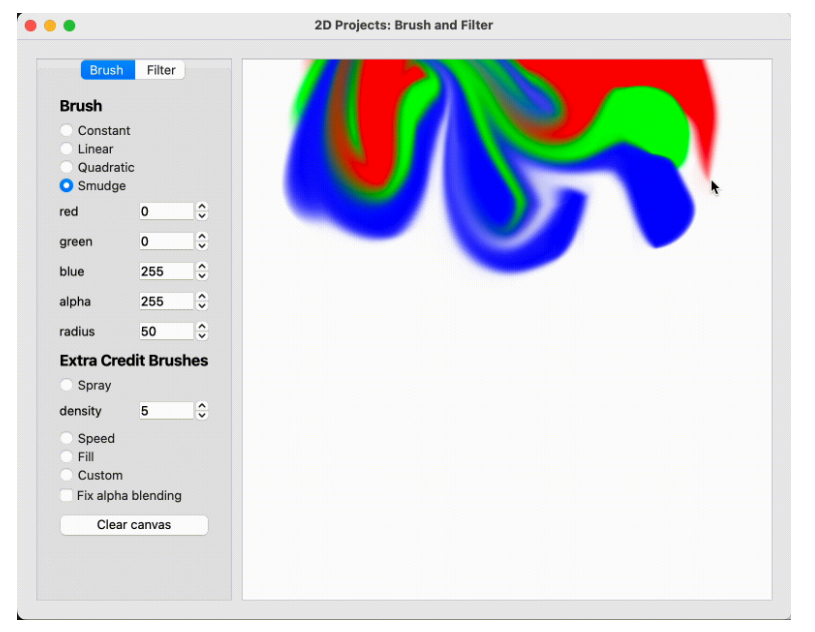 2D Projects: Brush and Filter
Brush Filter
Brush
Constant
Linear
Quadratic
Smudge
red 0
green 0
blue 255
alpha 255
radius 50
Extra Credit Brushes
Spray
density 5
Speed
Fill
Custom
Fix alpha blending
Clear canvas